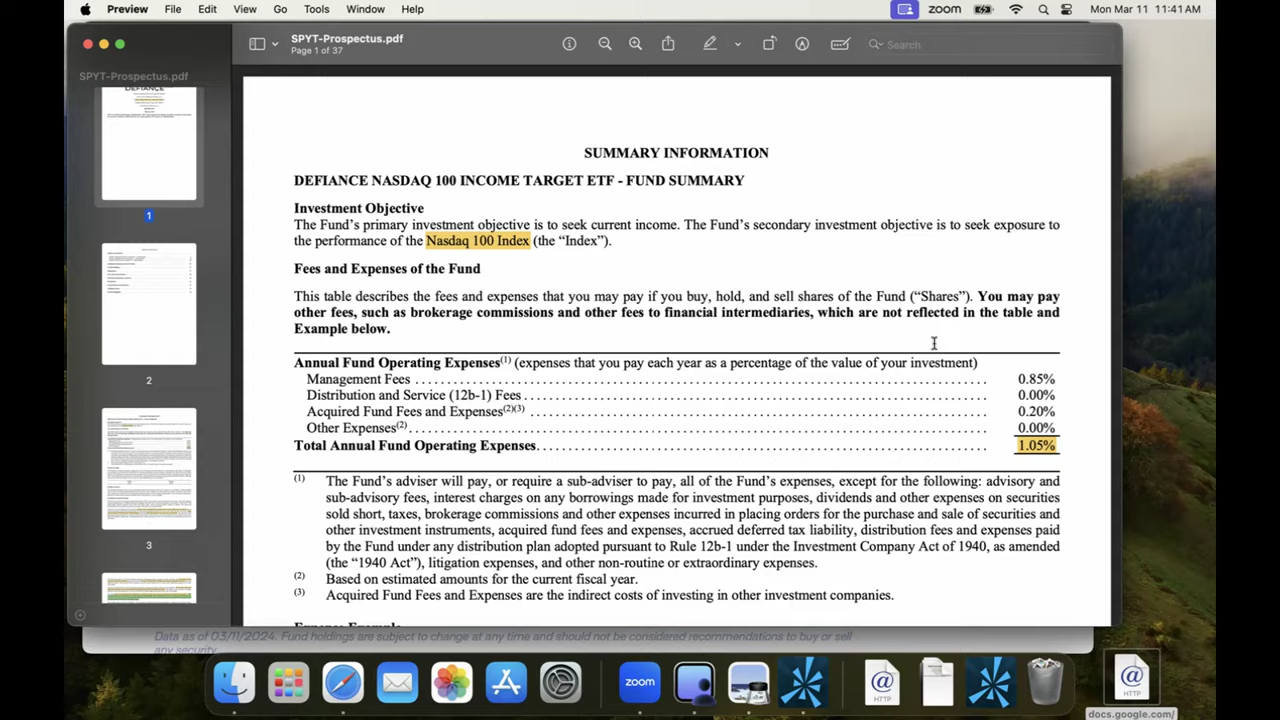 Preview File Edit View Go Tools Window Help
zoom Mon Mar 11 11:41 AM
SPYT-Prospectus.pdf
Page 1 of 37
Search
SPYT-Prospectus.pdf
DEFIANCE
1
2
3
SUMMARY INFORMATION
DEFIANCE NASDAQ 100 INCOME TARGET ETF - FUND SUMMARY
Investment Objective
The Fund's primary investment objective is to seek current income. The Fund's secondary investment objective is to seek exposure to
the performance of the Nasdaq 100 Index (the “Index”).
Fees and Expenses of the Fund
This table describes the fees and expenses that you may pay if you buy, hold, and sell shares of the Fund (“Shares”). You may pay
other fees, such as brokerage commissions and other fees to financial intermediaries, which are not reflected in the table and
Example below.
Annual Fund Operating Expenses(1) (expenses that you pay each year as a percentage of the value of your investment)
Management Fees 0.85%
Distribution and Service (12b-1) Fees 0.00%
Acquired Fund Fees and Expenses(2)(3) 0.20%
Other Expenses(2) 0.00%
Total Annual Fund Operating Expenses 1.05%
(1) The Fund's adviser will pay, or require a sub-adviser to pay, all of the Fund's expenses, except for the following: advisory and
sub-advisory fees, interest charges on any borrowings made for investment purposes, dividends and other expenses on securities
sold short, taxes, brokerage commissions and other expenses incurred in placing orders for the purchase and sale of securities and
other investment instruments, acquired fund fees and expenses, accrued deferred tax liability, distribution fees and expenses paid
by the Fund under any distribution plan adopted pursuant to Rule 12b-1 under the Investment Company Act of 1940, as amended
(the “1940 Act”), litigation expenses, and other non-routine or extraordinary expenses.
(2) Based on estimated amounts for the current fiscal year.
(3) Acquired Fund Fees and Expenses are the indirect costs of investing in other investment companies.
Expense Example
Data as of 03/11/2024. Fund holdings are subject to change at any time and should not be considered recommendations to buy or sell
any security.
zoom
HTTP
HTTP
docs.google.com/